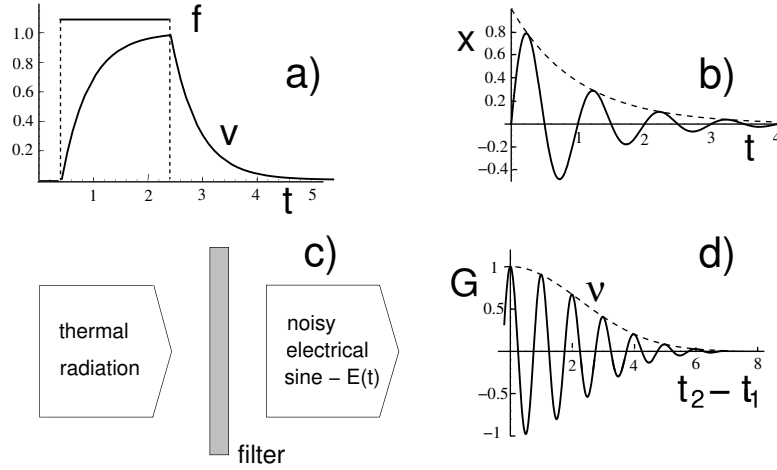 f
1.0
0.8
0.6
0.4
0.2
a)
v
1 2 3 4 5
t
x
0.8
0.6
0.4
0.2
−0.4
b)
1 2 3 4
t
c)
thermal
radiation
noisy
electrical
sine − E(t)
filter
d)
G
1
0.5
−0.5
−1
ν
2 4 6 8
t2 − t1